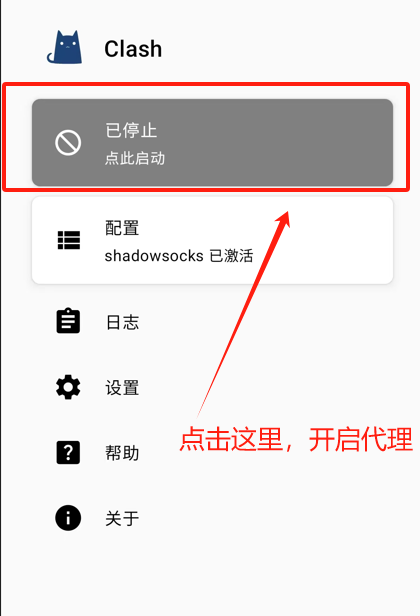 Clash
已停止
点此启动
配置
shadowsocks 已激活
日志
设置
点击这里，开启代理
帮助
关于